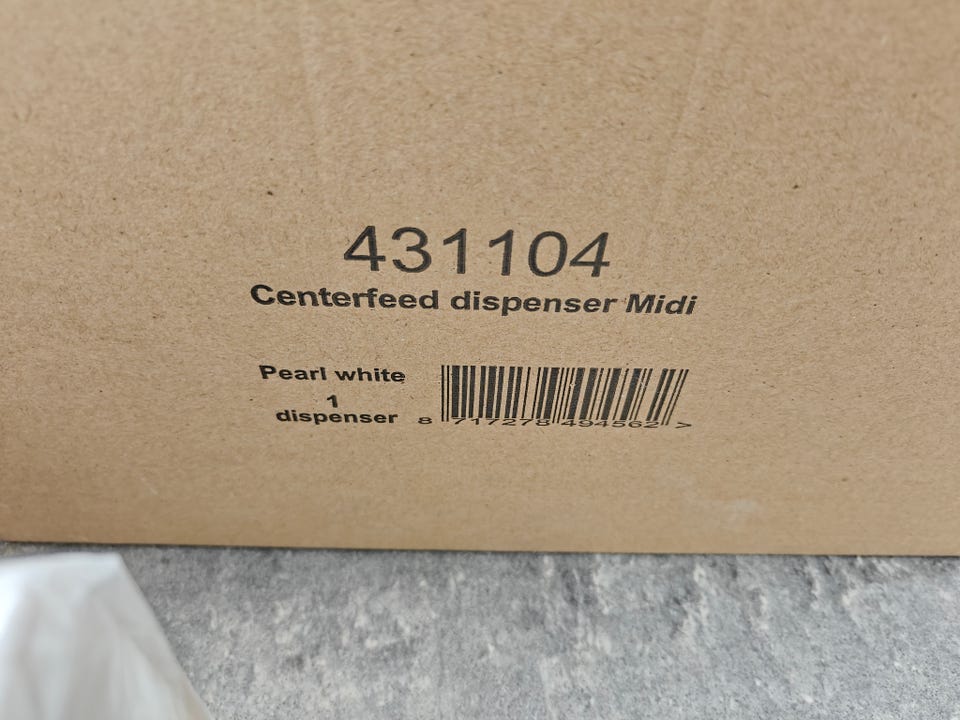 431104
Centerfeed dispenser Midi
Pearl white
1
dispenser
8 717278 494562 >